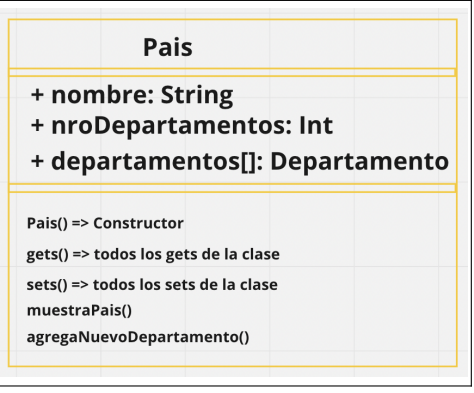 Pais
+ nombre: String
+ nroDepartamentos: Int
+ departamentos[]: Departamento
Pais() => Constructor
gets() => todos los gets de la clase
sets() => todos los sets de la clase
muestraPais()
agregaNuevoDepartamento()